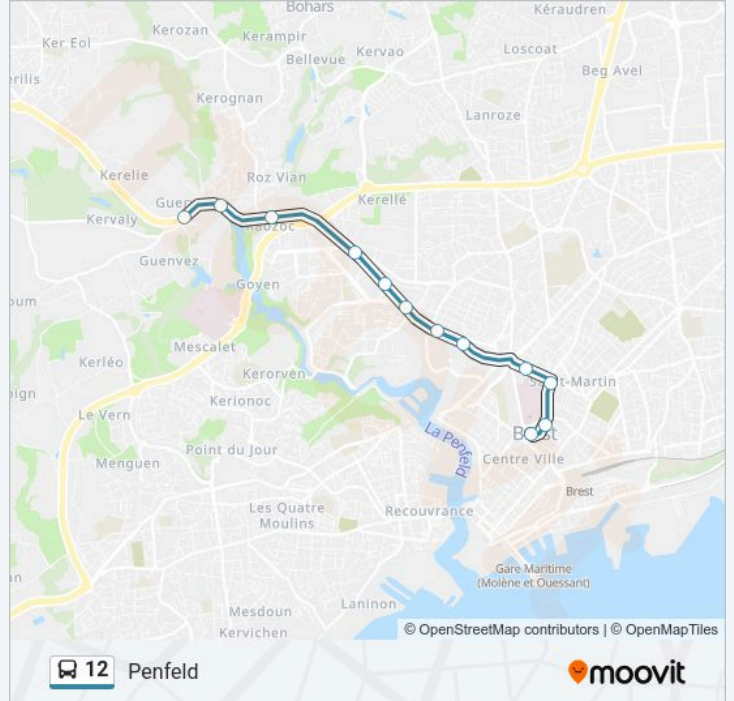 Bohars
Kéraudren
Kerozan
Kerampir
Ker Eol
Bellevue
Kervao
Loscoat
Beg Avel
erilis
Kerognan
Lanroze
Kerelie
Roz Vian
Kerellé
Kervaly
Guenvez
Goyen
oum
Mescalet
Kerléo
Kerorven
ign
Kerionoc
Le Vern
La Penfeld
Point du Jour
Menguen
Centre Ville
Brest
Les Quatre
Moulins
Recouvrance
Gare Maritime
(Molène et Ouessant)
an
Laninon
Mesdoun
Kervichen
© OpenStreetMap contributors | © OpenMapTiles
12 Penfeld
moovit